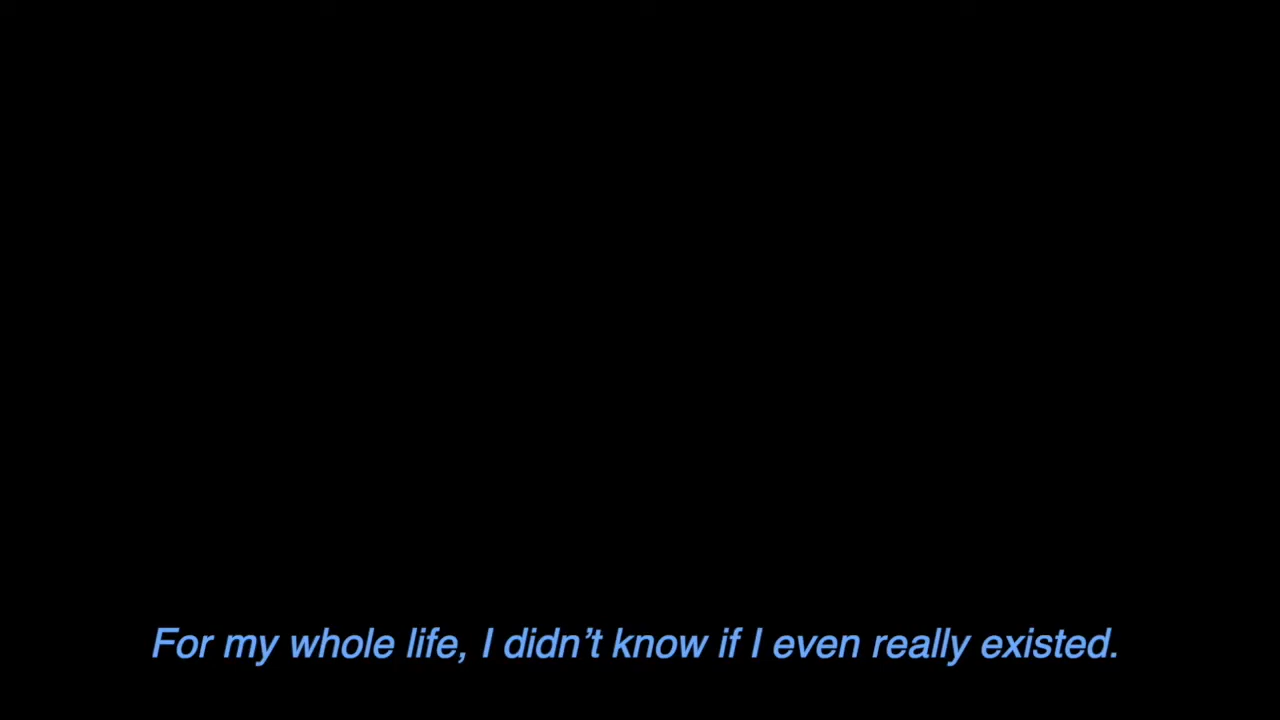 For my whole life, I didn’t know if I even really existed.